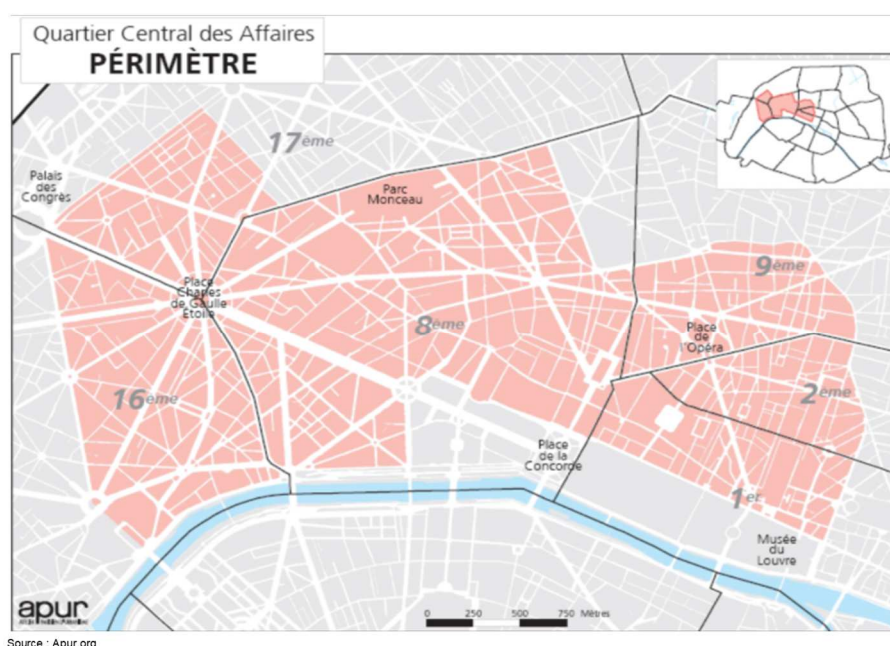 Quartier Central des Affaires
PÉRIMÈTRE
17ème
Palais
des
Congrès
Parc
Monceau
9ème
Place
Charles
de Gaulle
Etoile
8ème
Place
de
l'Opéra
16ème
2ème
Place
de la
Concorde
1er
Musée
du
Louvre
apur
0 250 500 750 Mètres
Source : Apur.org